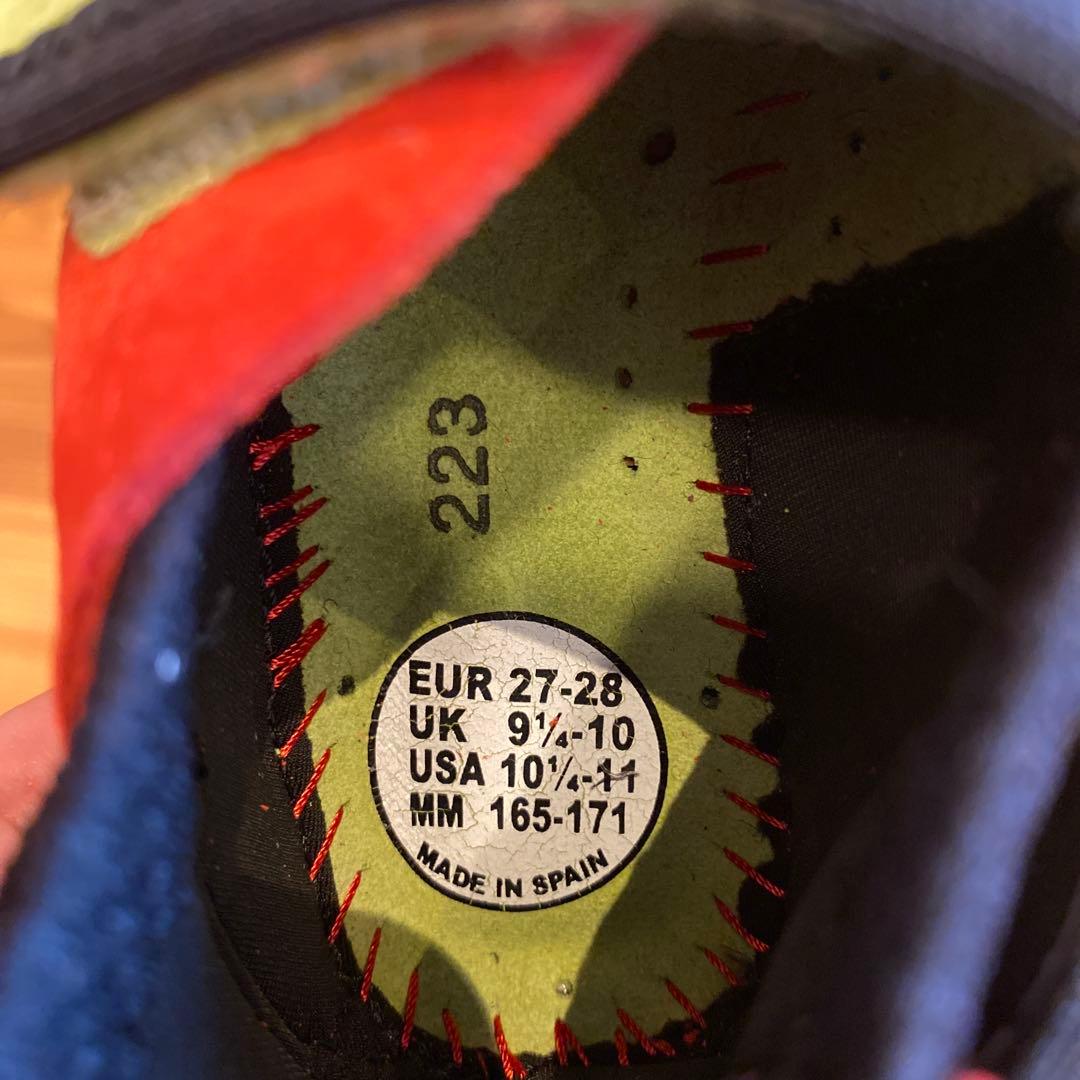 223
EUR 27-28
UK 9¼-10
USA 10¼-11
MM 165-171
MADE IN SPAIN